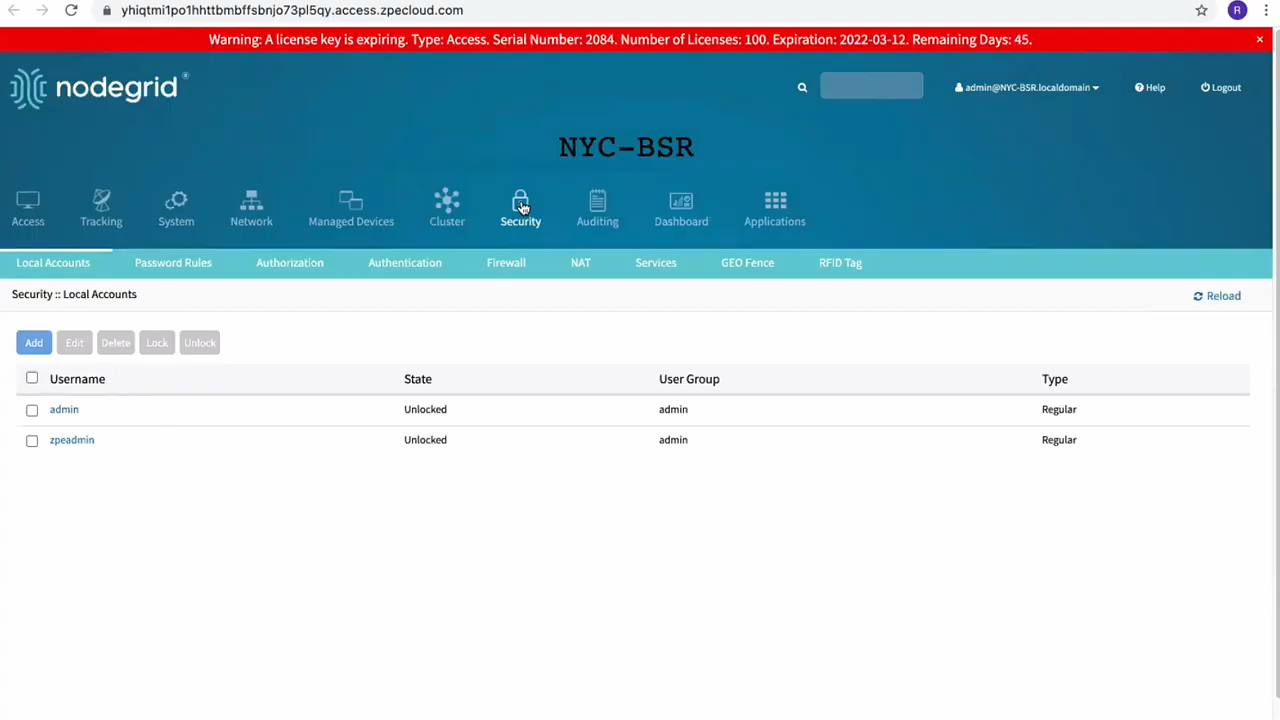 yhiqtmi1po1hhttbmbffsbnjo73pl5qy.access.zpecloud.com
R
Warning: A license key is expiring. Type: Access. Serial Number: 2084. Number of Licenses: 100. Expiration: 2022-03-12. Remaining Days: 45.
×
nodegrid®
admin@NYC-BSR.localdomain
Help
Logout
NYC-BSR
Access
Tracking
System
Network
Managed Devices
Cluster
Security
Auditing
Dashboard
Applications
Local Accounts
Password Rules
Authorization
Authentication
Firewall
NAT
Services
GEO Fence
RFID Tag
Security :: Local Accounts
Reload
Add
Edit
Delete
Lock
Unlock
Username State User Group Type
admin Unlocked admin Regular
zpeadmin Unlocked admin Regular